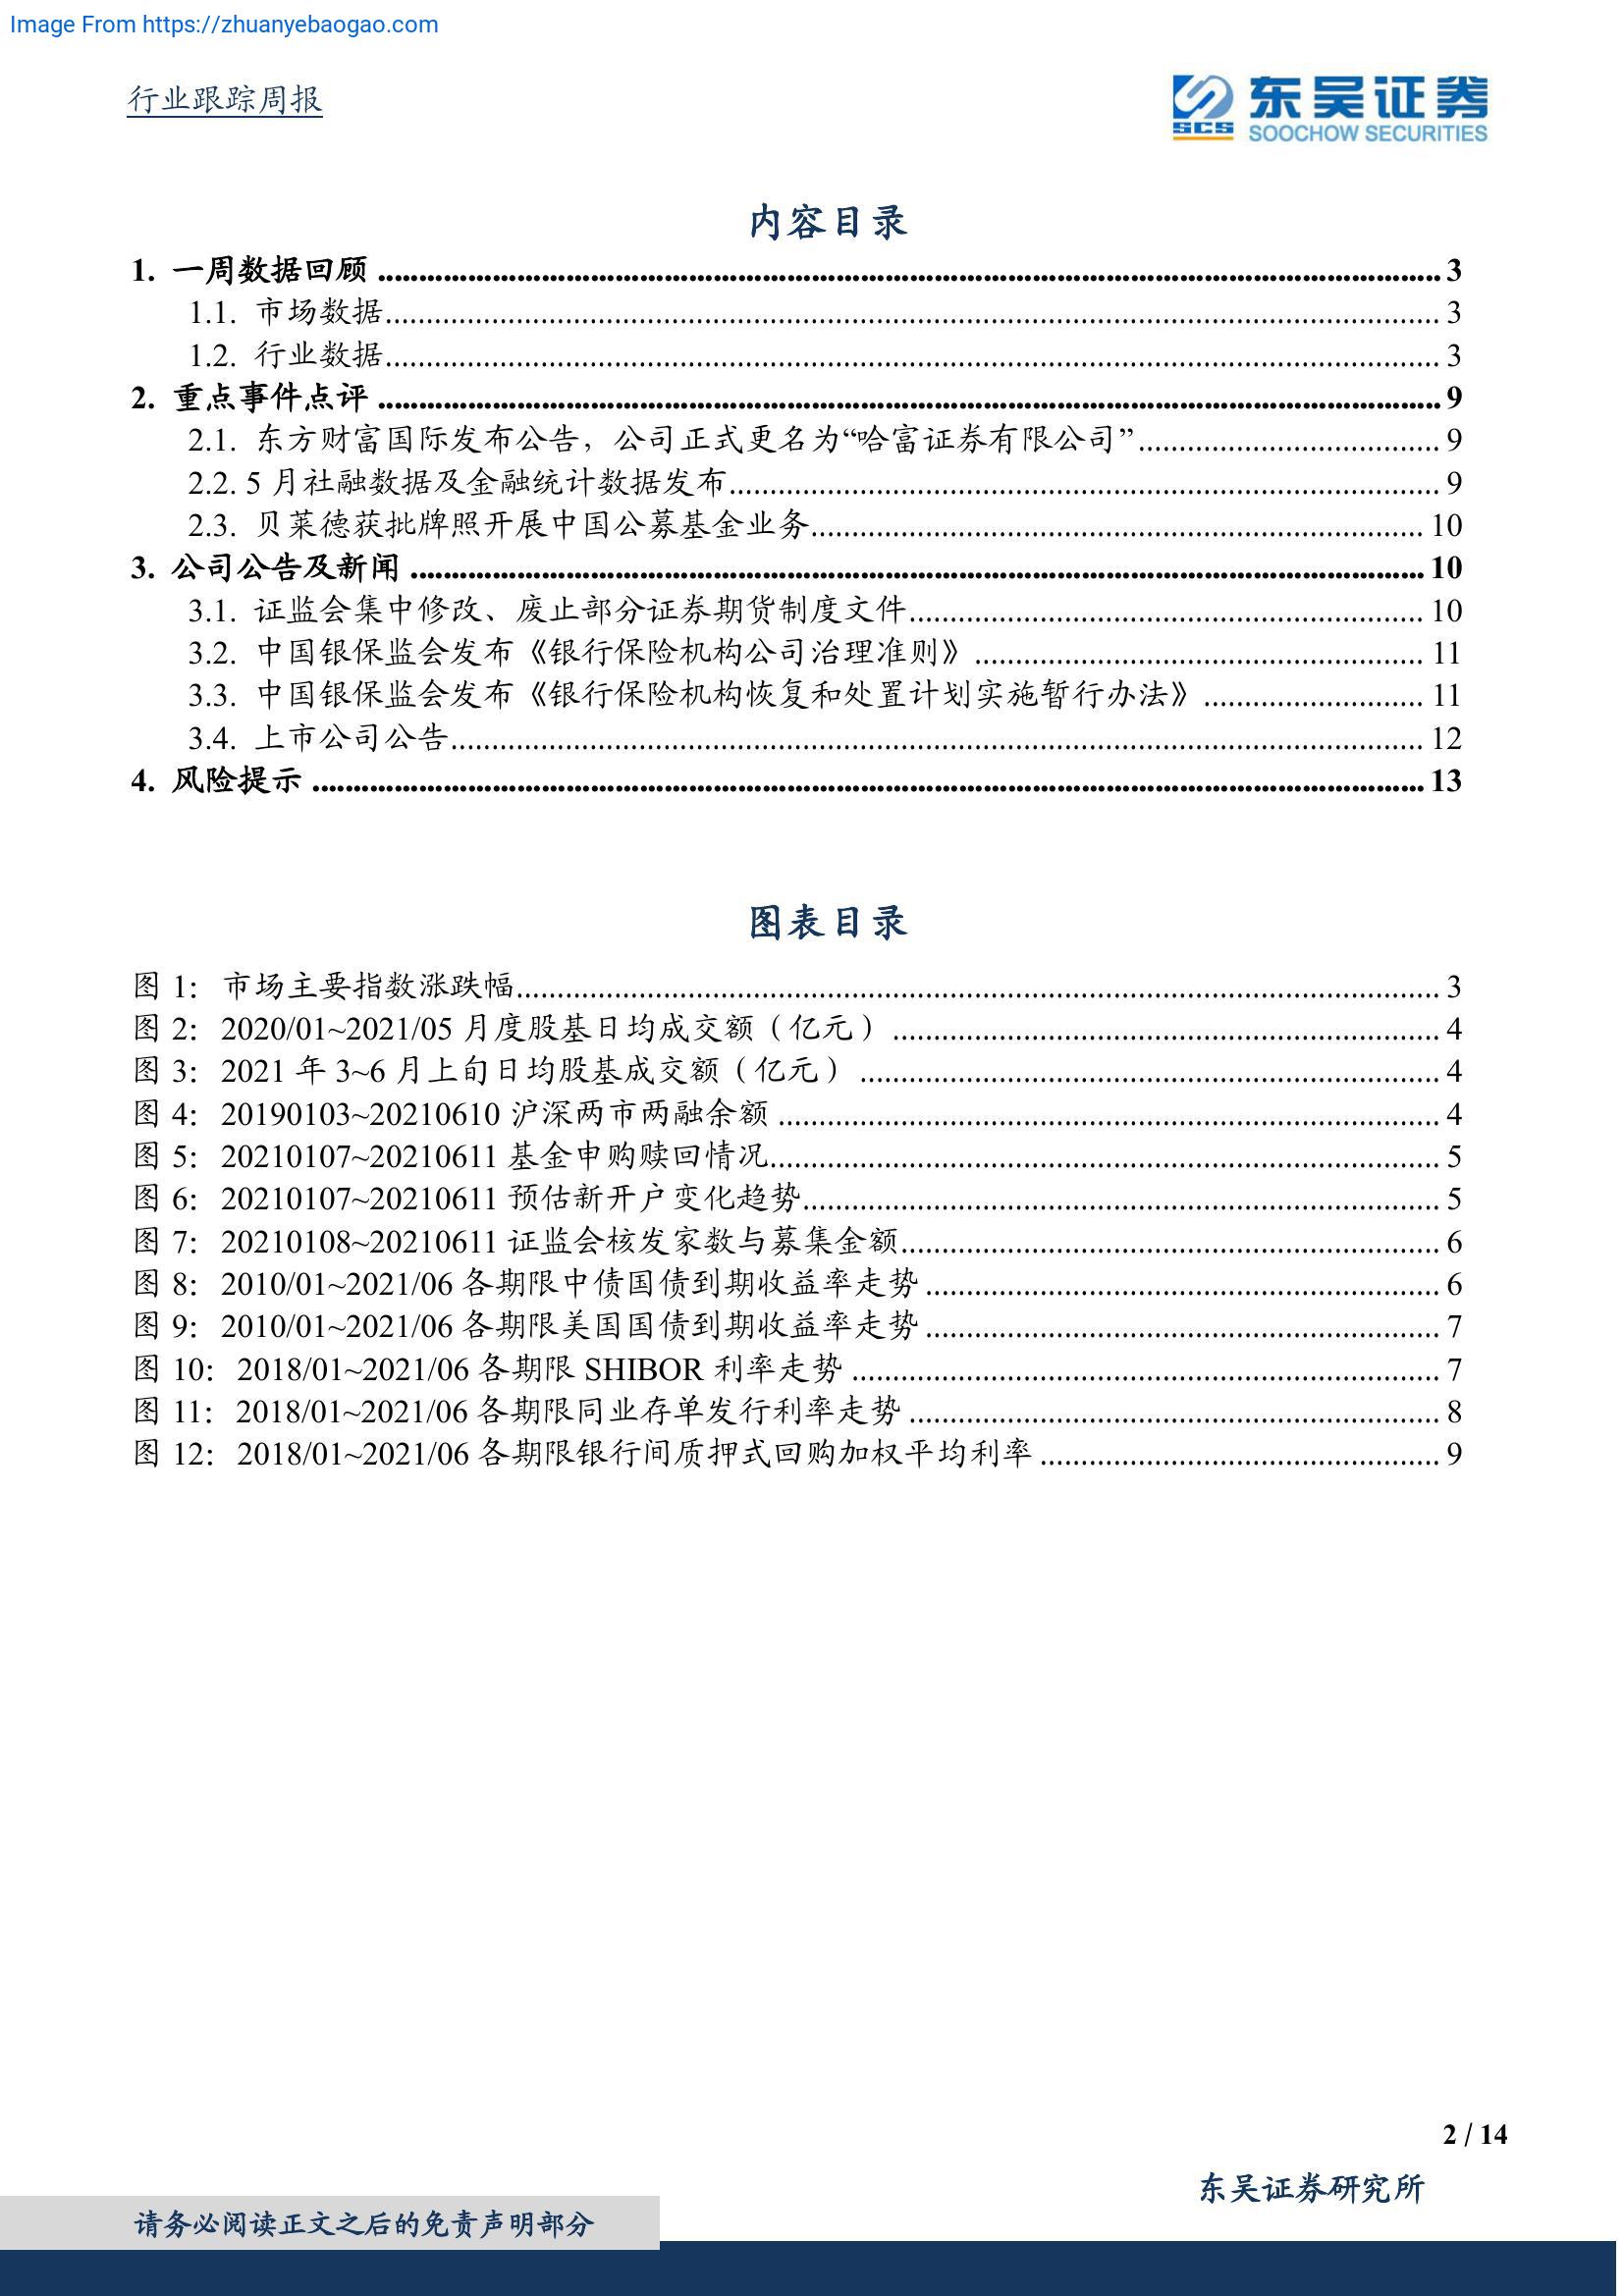 Image From https://zhuanyebaogao.com
行业跟踪周报
SCS 东吴证券
SOOCHOW SECURITIES
内容目录
1. 一周数据回顾 ........ 3
1.1. 市场数据 ........ 3
1.2. 行业数据 ........ 3
2. 重点事件点评 ........ 9
2.1. 东方财富国际发布公告，公司正式更名为“哈富证券有限公司” ........ 9
2.2. 5 月社融数据及金融统计数据发布 ........ 9
2.3. 贝莱德获批牌照开展中国公募基金业务 ........ 10
3. 公司公告及新闻 ........ 10
3.1. 证监会集中修改、废止部分证券期货制度文件 ........ 10
3.2. 中国银保监会发布《银行保险机构公司治理准则》 ........ 11
3.3. 中国银保监会发布《银行保险机构恢复和处置计划实施暂行办法》 ........ 11
3.4. 上市公司公告 ........ 12
4. 风险提示 ........ 13
图表目录
图 1： 市场主要指数涨跌幅 ........ 3
图 2： 2020/01~2021/05 月度股基日均成交额（亿元） ........ 4
图 3： 2021 年 3~6 月上旬日均股基成交额（亿元） ........ 4
图 4： 20190103~20210610 沪深两市两融余额 ........ 4
图 5： 20210107~20210611 基金申购赎回情况 ........ 5
图 6： 20210107~20210611 预估新开户变化趋势 ........ 5
图 7： 20210108~20210611 证监会核发家数与募集金额 ........ 6
图 8： 2010/01~2021/06 各期限中债国债到期收益率走势 ........ 6
图 9： 2010/01~2021/06 各期限美国国债到期收益率走势 ........ 7
图 10： 2018/01~2021/06 各期限 SHIBOR 利率走势 ........ 7
图 11： 2018/01~2021/06 各期限同业存单发行利率走势 ........ 8
图 12： 2018/01~2021/06 各期限银行间质押式回购加权平均利率 ........ 9
2 / 14
东吴证券研究所
请务必阅读正文之后的免责声明部分